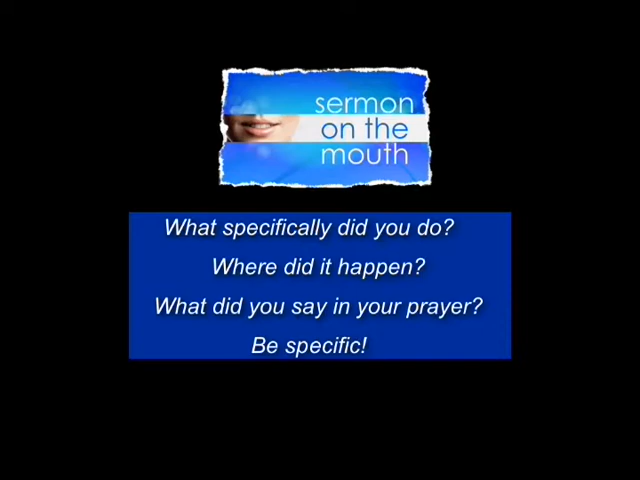 sermon
on the
mouth
What specifically did you do?
Where did it happen?
What did you say in your prayer?
Be specific!